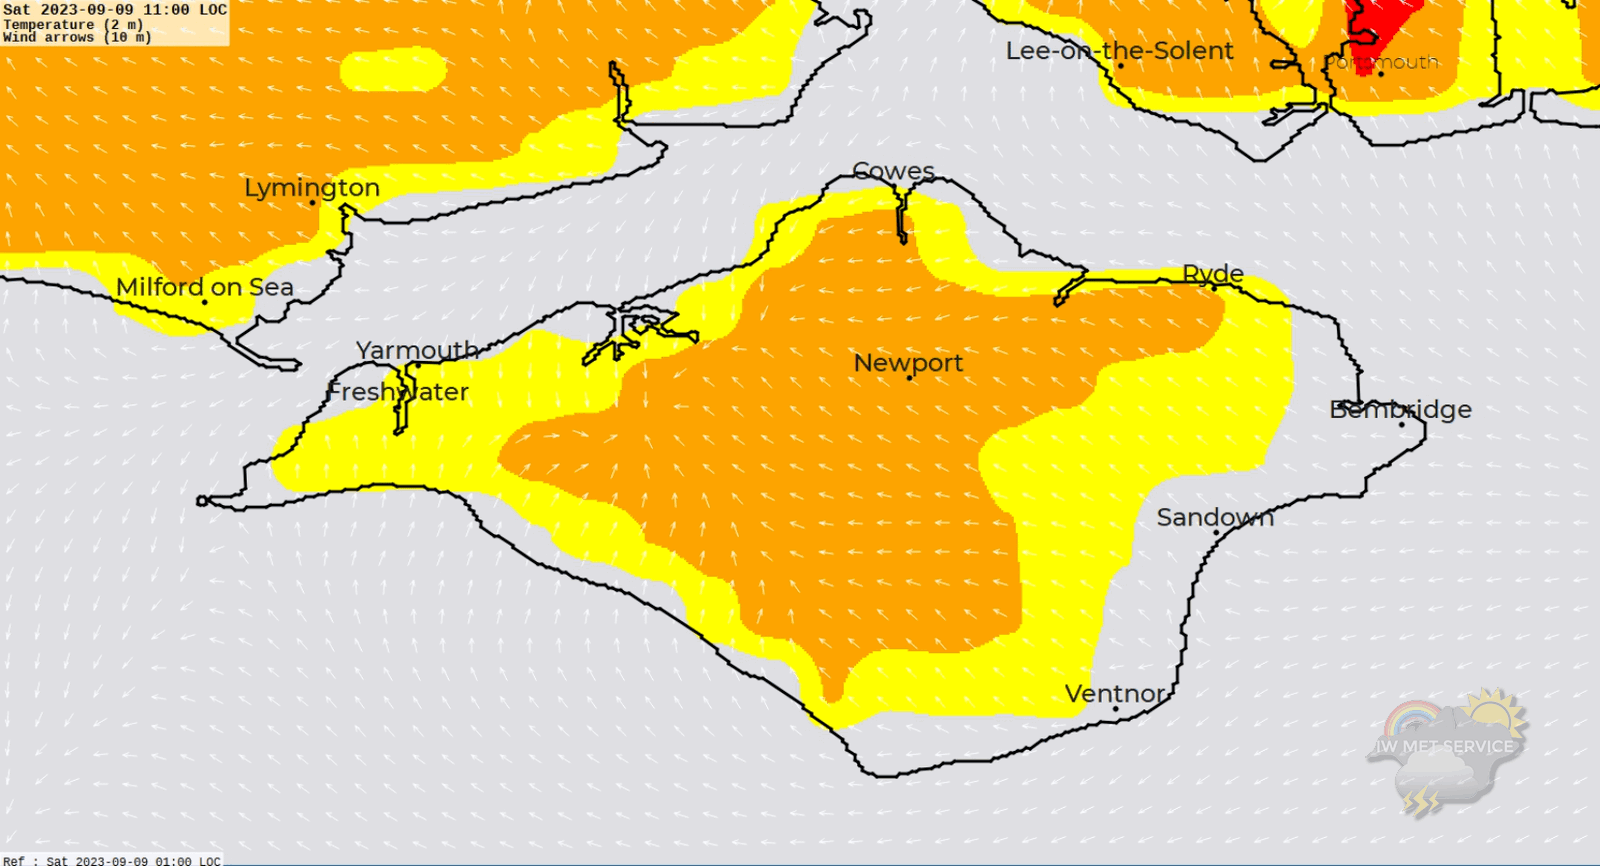 Sat 2023-09-09 11:00 LOC
Temperature (2 m)
Wind arrows (10 m)
Lee-on-the-Solent
Portsmouth
Cowes
Lymington
Ryde
Milford on Sea
Yarmouth
Newport
Freshwater
Bembridge
Sandown
Ventnor
IW MET SERVICE
Ref : Sat 2023-09-09 01:00 LOC